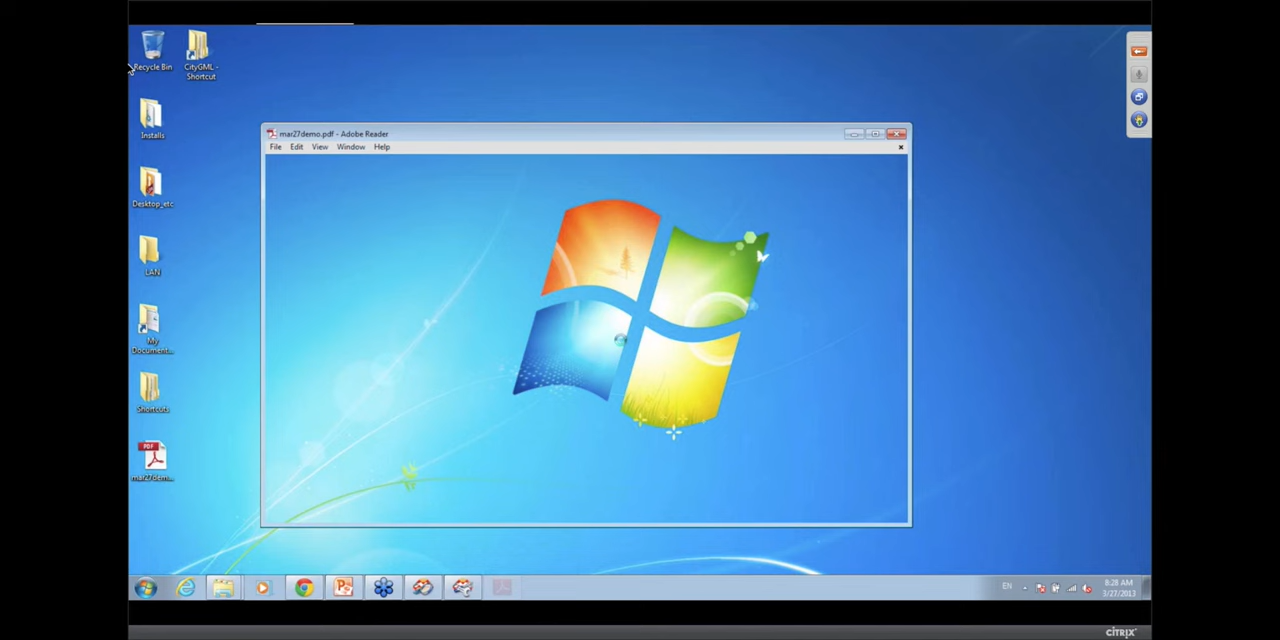 Recycle Bin
CityGML -
Shortcut
Installs
Desktop_etc
LAN
My
Document...
Shortcuts
PDF
mar27dem...
mar27demo.pdf - Adobe Reader
File Edit View Window Help
EN
8:28 AM
3/27/2013
CITRIX